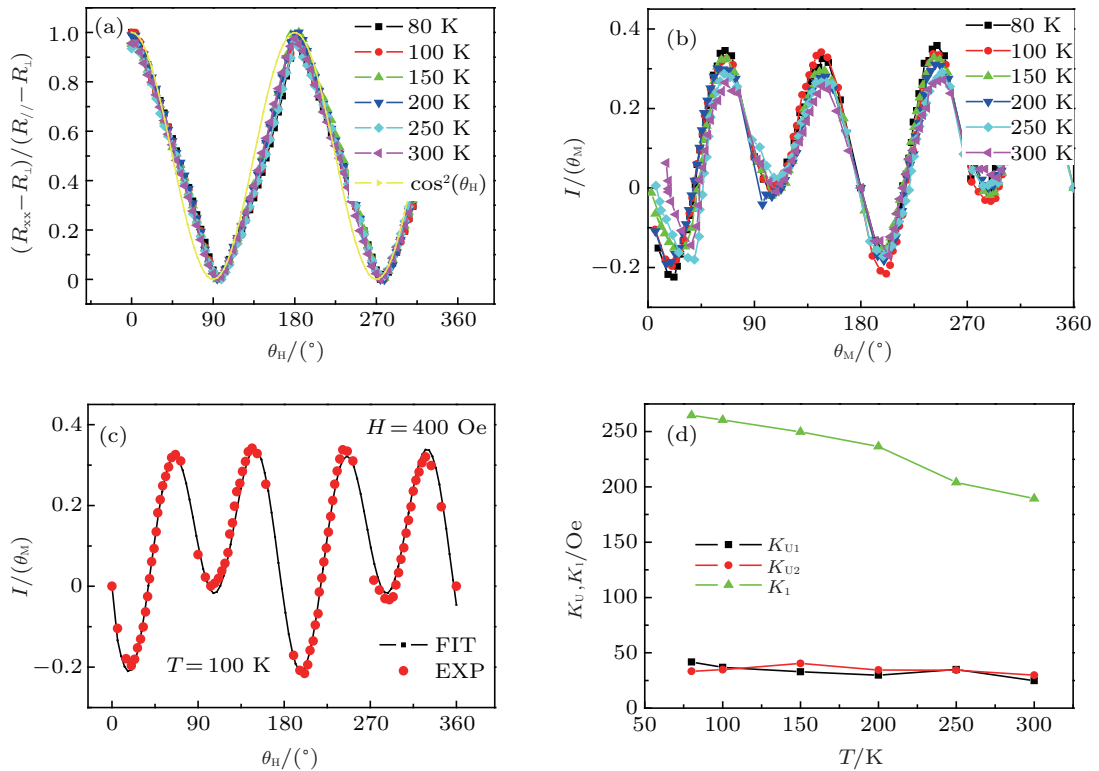 (a)
80 K
100 K
150 K
200 K
250 K
300 K
cos²(θH)
1.0
0.8
0.6
0.4
0.2
0
(Rxx−R⊥)/(R//−R⊥)
0 90 180 270 360
θH/(°)
(b)
80 K
100 K
150 K
200 K
250 K
300 K
0.4
0.2
0
−0.2
I/(θM)
0 90 180 270 360
θM/(°)
(c)
H=400 Oe
T=100 K
FIT
EXP
0.4
0.2
0
−0.2
I/(θM)
0 90 180 270 360
θH/(°)
(d)
KU1
KU2
K1
250
200
150
100
50
0
KU,K1/Oe
50 100 150 200 250 300
T/K